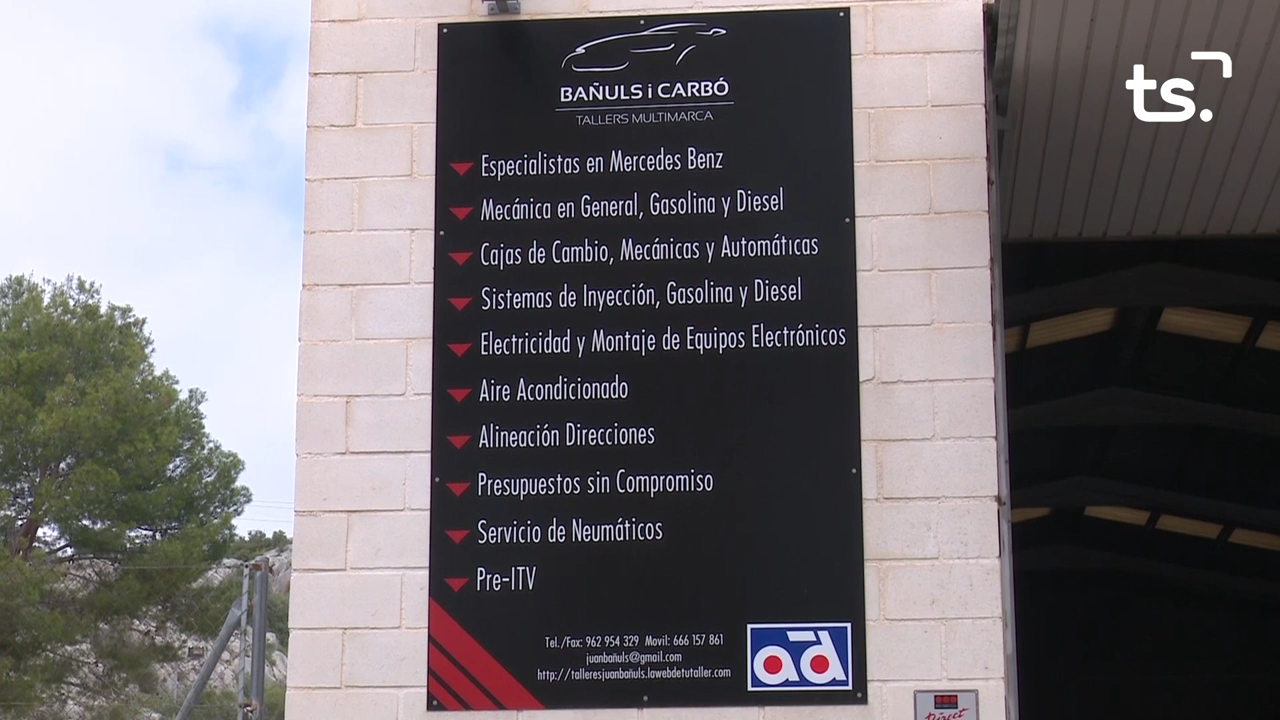 ts.
BAÑULS i CARBÓ
TALLERS MULTIMARCA
Especialistas en Mercedes Benz
Mecánica en General, Gasolina y Diesel
Cajas de Cambio, Mecánicas y Automáticas
Sistemas de Inyección, Gasolina y Diesel
Electricidad y Montaje de Equipos Electrónicos
Aire Acondicionado
Alineación Direcciones
Presupuestos sin Compromiso
Servicio de Neumáticos
Pre-ITV
Tel./Fax: 962 954 329 Movil: 666 157 861
juanbañuls@gmail.com
http://talleresjuanbañuls.lawebdetutaller.com
ad
Direct